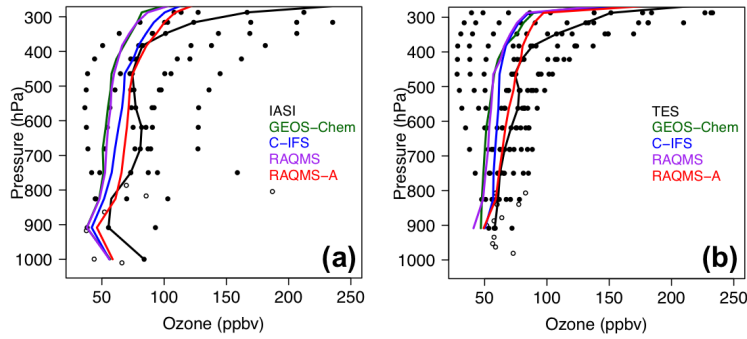 300
400
500
600
700
800
900
1000
Pressure (hPa)
50
100
150
200
250
Ozone (ppbv)
IASI
GEOS−Chem
C−IFS
RAQMS
RAQMS−A
(a)
300
400
500
600
700
800
900
1000
Pressure (hPa)
50
100
150
200
250
Ozone (ppbv)
TES
GEOS−Chem
C−IFS
RAQMS
RAQMS−A
(b)